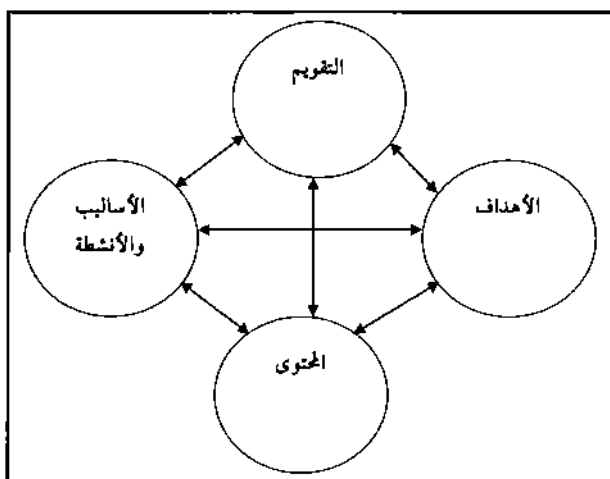 التقويم
الأهداف
الأساليب
والأنشطة
المحتوى